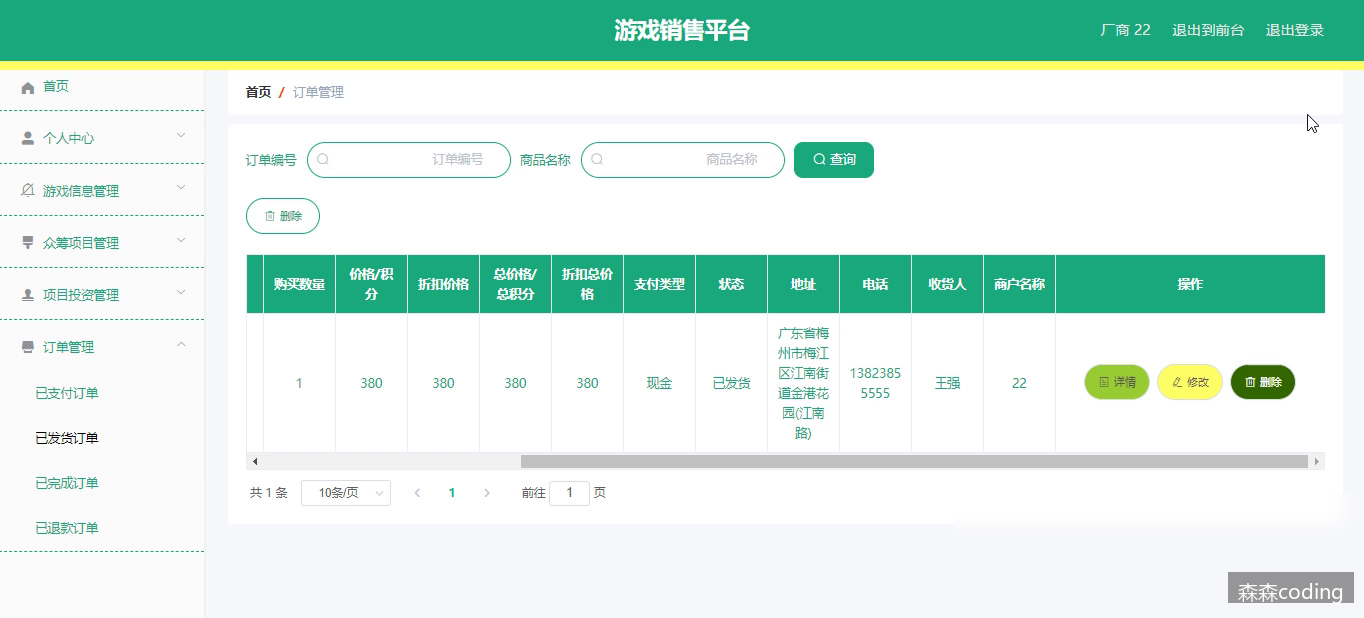 游戏销售平台
厂商 22 退出到前台 退出登录
首页
个人中心
游戏信息管理
众筹项目管理
项目投资管理
订单管理
已支付订单
已发货订单
已完成订单
已退款订单
首页 / 订单管理
订单编号 订单编号 商品名称 商品名称 查询
删除
购买数量 价格/积分 折扣价格 总价格/总积分 折扣总价格 支付类型 状态 地址 电话 收货人 商户名称 操作
1 380 380 380 380 现金 已发货 广东省梅州市梅江区江南街道金港花园(江南路) 13823855555 王强 22 详情 修改 删除
共 1 条 10条/页 1 前往 1 页
森森coding